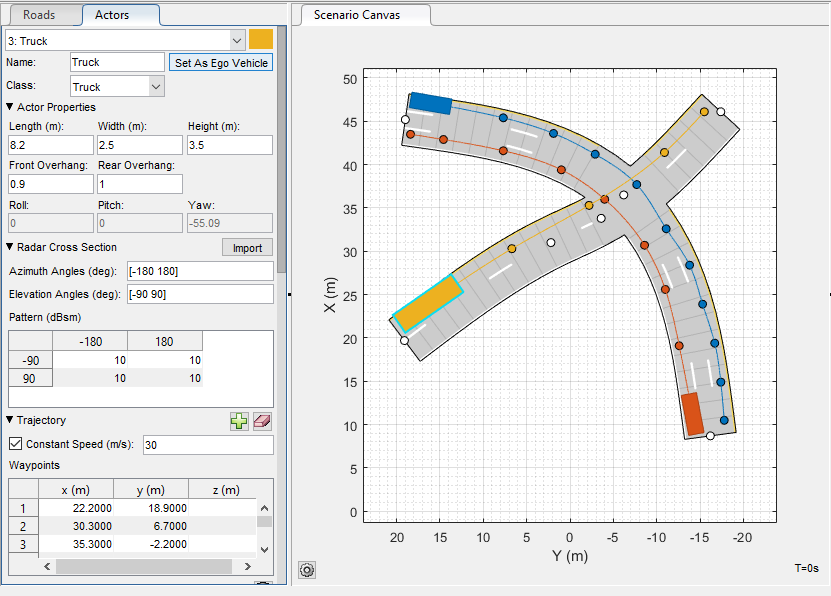 Roads Actors
3: Truck
Name: Truck Set As Ego Vehicle
Class: Truck
Actor Properties
Length (m): Width (m): Height (m):
8.2 2.5 3.5
Front Overhang: Rear Overhang:
0.9 1
Roll: Pitch: Yaw:
0 0 -55.09
Radar Cross Section Import
Azimuth Angles (deg): [-180 180]
Elevation Angles (deg): [-90 90]
Pattern (dBsm)
-180 180
-90 10 10
90 10 10
Trajectory
Constant Speed (m/s): 30
Waypoints
x (m) y (m) z (m)
1 22.2000 18.9000
2 30.3000 6.7000
3 35.3000 -2.2000
Scenario Canvas
50
45
40
35
30
25
20
15
10
5
0
X (m)
20 15 10 5 0 -5 -10 -15 -20
Y (m)
T=0s